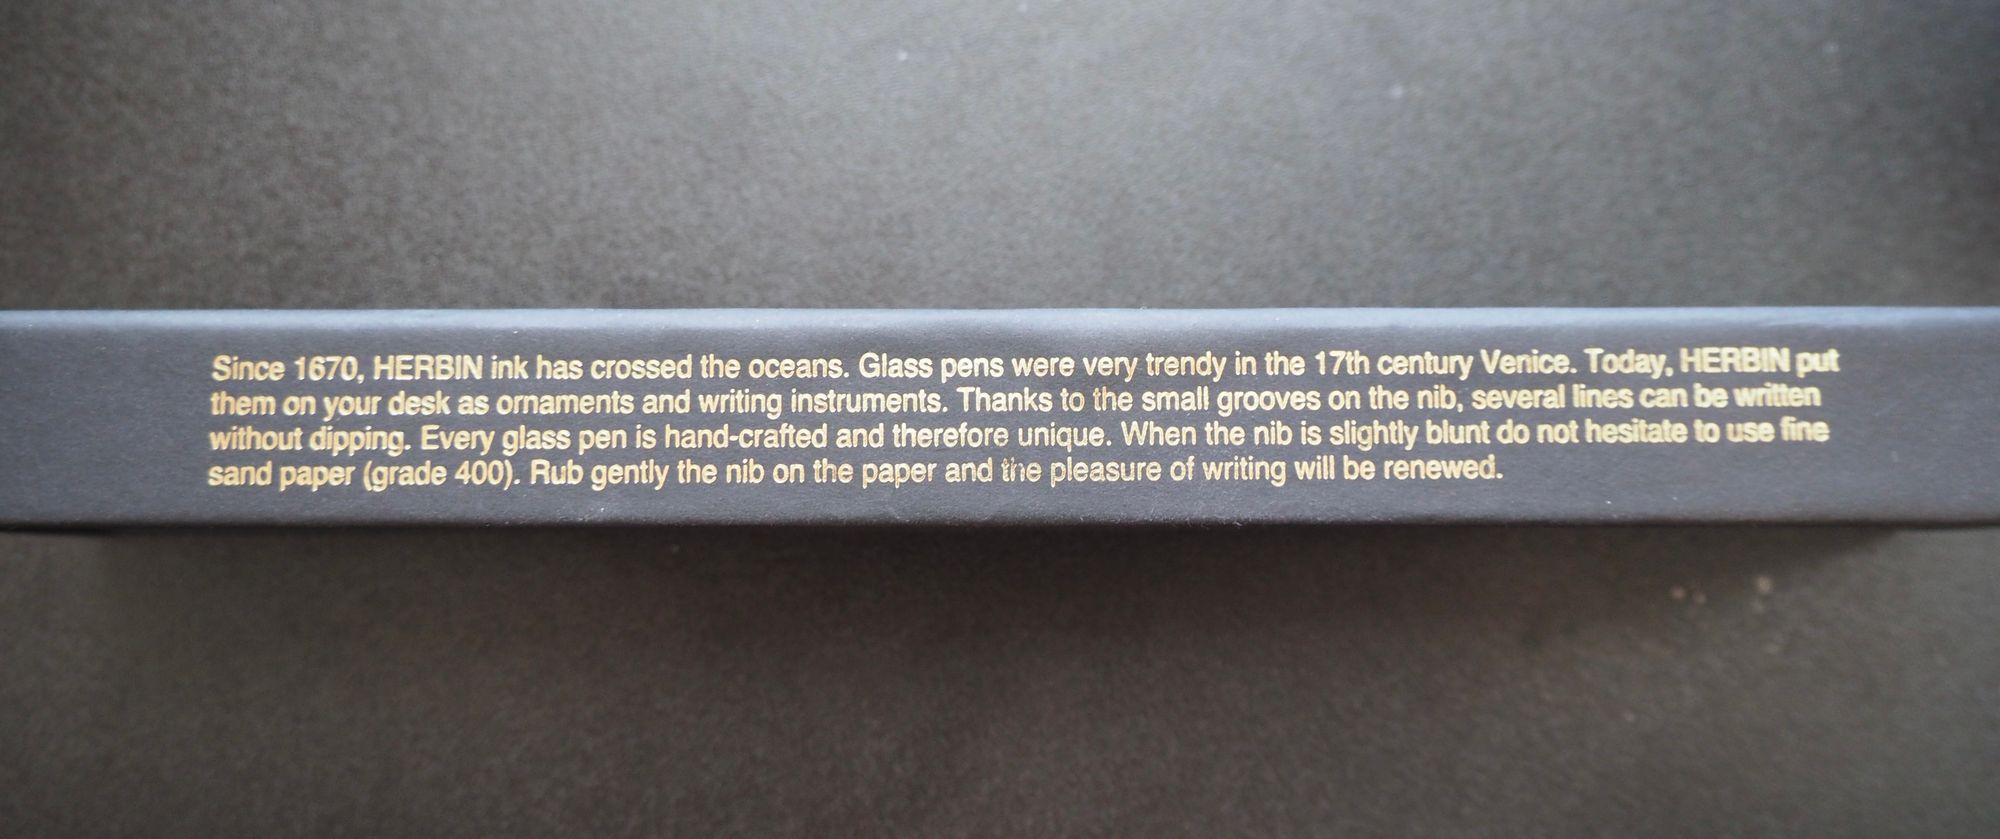 Since 1670, HERBIN ink has crossed the oceans. Glass pens were very trendy in the 17th century Venice. Today, HERBIN put
them on your desk as ornaments and writing instruments. Thanks to the small grooves on the nib, several lines can be written
without dipping. Every glass pen is hand-crafted and therefore unique. When the nib is slightly blunt do not hesitate to use fine
sand paper (grade 400). Rub gently the nib on the paper and the pleasure of writing will be renewed.